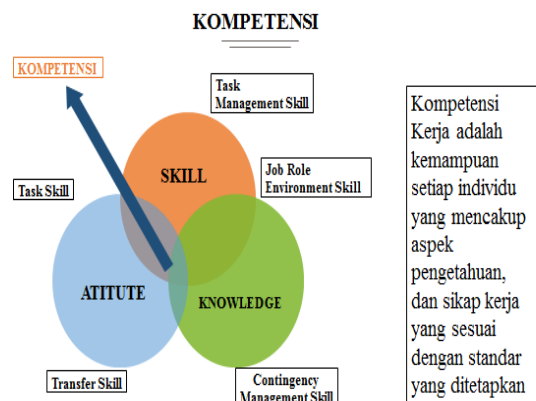 KOMPETENSI
KOMPETENSI
Task
Management Skill
SKILL
Job Role
Environment Skill
Task Skill
ATITUTE
KNOWLEDGE
Transfer Skill
Contingency
Management Skill
Kompetensi
Kerja adalah
kemampuan
setiap individu
yang mencakup
aspek
pengetahuan,
dan sikap kerja
yang sesuai
dengan standar
yang ditetapkan